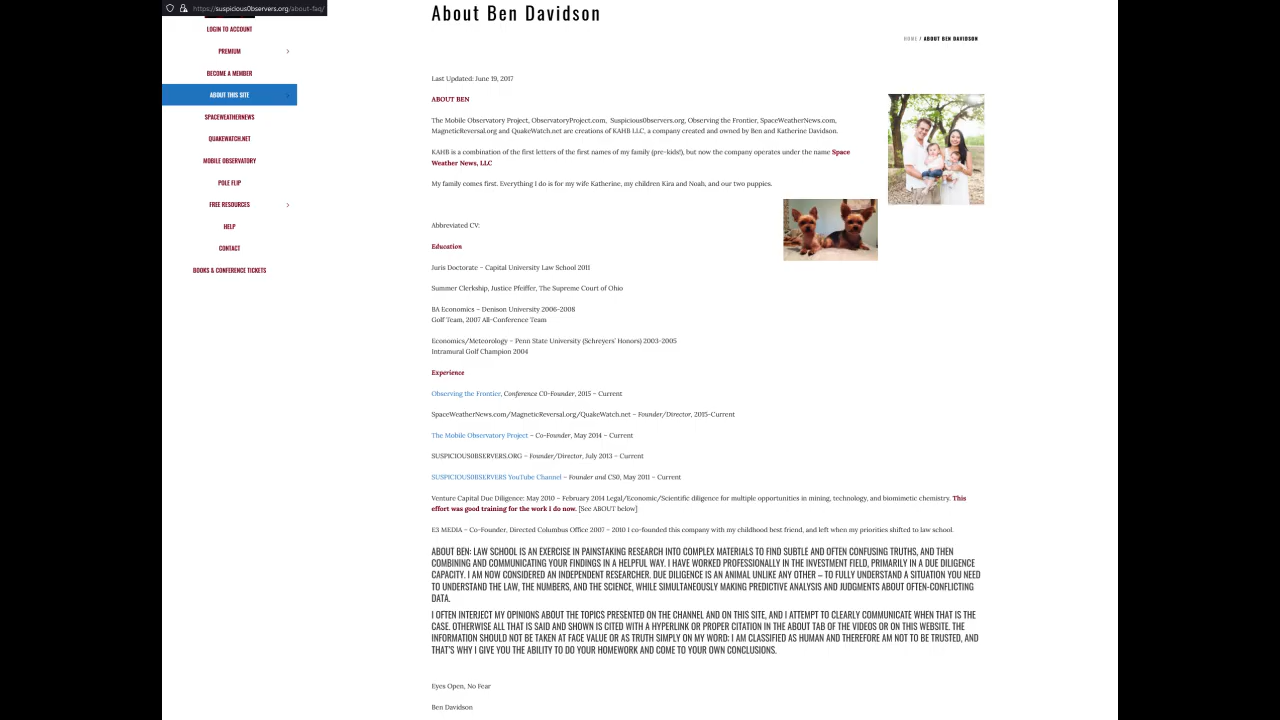 https://suspicious0bservers.org/about-faq/
LOGIN TO ACCOUNT
PREMIUM
BECOME A MEMBER
ABOUT THIS SITE
SPACEWEATHERNEWS
QUAKEWATCH.NET
MOBILE OBSERVATORY
POLE FLIP
FREE RESOURCES
HELP
CONTACT
BOOKS & CONFERENCE TICKETS
About Ben Davidson
HOME / ABOUT BEN DAVIDSON
Last Updated: June 19, 2017
ABOUT BEN
The Mobile Observatory Project, ObservatoryProject.com, Suspicious0bservers.org, Observing the Frontier, SpaceWeatherNews.com,
MagneticReversal.org and QuakeWatch.net are creations of KAHB LLC, a company created and owned by Ben and Katherine Davidson.
KAHB is a combination of the first letters of the first names of my family (pre-kids!), but now the company operates under the name Space
Weather News, LLC
My family comes first. Everything I do is for my wife Katherine, my children Kira and Noah, and our two puppies.
Abbreviated CV:
Education
Juris Doctorate – Capital University Law School 2011
Summer Clerkship, Justice Pfeiffer, The Supreme Court of Ohio
BA Economics – Denison University 2006-2008
Golf Team, 2007 All-Conference Team
Economics/Meteorology – Penn State University (Schreyers' Honors) 2003-2005
Intramural Golf Champion 2004
Experience
Observing the Frontier, Conference C0-Founder, 2015 – Current
SpaceWeatherNews.com/MagneticReversal.org/QuakeWatch.net – Founder/Director, 2015-Current
The Mobile Observatory Project – Co-Founder, May 2014 – Current
SUSPICIOUS0BSERVERS.ORG – Founder/Director, July 2013 – Current
SUSPICIOUS0BSERVERS YouTube Channel – Founder and CS0, May 2011 – Current
Venture Capital Due Diligence: May 2010 – February 2014 Legal/Economic/Scientific diligence for multiple opportunities in mining, technology, and biomimetic chemistry. This
effort was good training for the work I do now. [See ABOUT below]
E3 MEDIA – Co-Founder, Directed Columbus Office 2007 – 2010 I co-founded this company with my childhood best friend, and left when my priorities shifted to law school.
ABOUT BEN: LAW SCHOOL IS AN EXERCISE IN PAINSTAKING RESEARCH INTO COMPLEX MATERIALS TO FIND SUBTLE AND OFTEN CONFUSING TRUTHS, AND THEN
COMBINING AND COMMUNICATING YOUR FINDINGS IN A HELPFUL WAY. I HAVE WORKED PROFESSIONALLY IN THE INVESTMENT FIELD, PRIMARILY IN A DUE DILIGENCE
CAPACITY. I AM NOW CONSIDERED AN INDEPENDENT RESEARCHER. DUE DILIGENCE IS AN ANIMAL UNLIKE ANY OTHER – TO FULLY UNDERSTAND A SITUATION YOU NEED
TO UNDERSTAND THE LAW, THE NUMBERS, AND THE SCIENCE, WHILE SIMULTANEOUSLY MAKING PREDICTIVE ANALYSIS AND JUDGMENTS ABOUT OFTEN-CONFLICTING
DATA.
I OFTEN INTERJECT MY OPINIONS ABOUT THE TOPICS PRESENTED ON THE CHANNEL AND ON THIS SITE, AND I ATTEMPT TO CLEARLY COMMUNICATE WHEN THAT IS THE
CASE. OTHERWISE ALL THAT IS SAID AND SHOWN IS CITED WITH A HYPERLINK OR PROPER CITATION IN THE ABOUT TAB OF THE VIDEOS OR ON THIS WEBSITE. THE
INFORMATION SHOULD NOT BE TAKEN AT FACE VALUE OR AS TRUTH SIMPLY ON MY WORD; I AM CLASSIFIED AS HUMAN AND THEREFORE AM NOT TO BE TRUSTED, AND
THAT'S WHY I GIVE YOU THE ABILITY TO DO YOUR HOMEWORK AND COME TO YOUR OWN CONCLUSIONS.
Eyes Open, No Fear
Ben Davidson